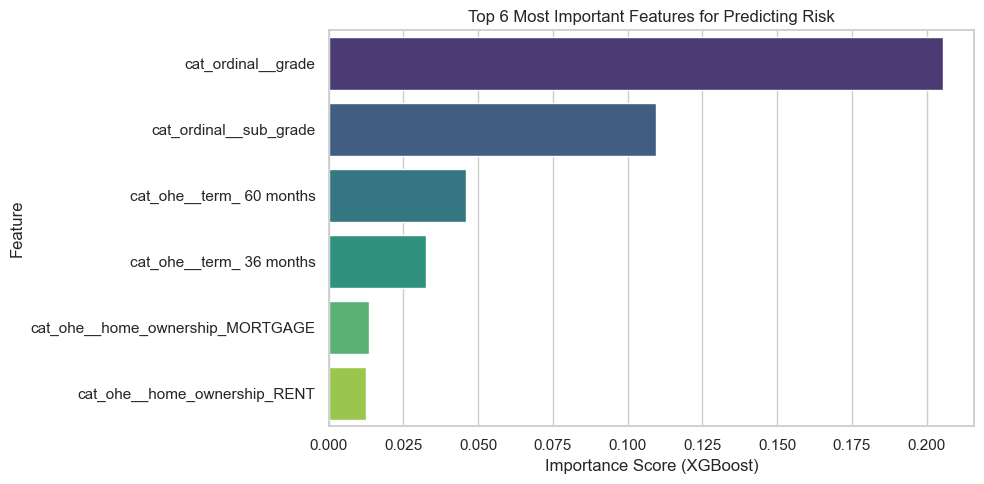 Top 6 Most Important Features for Predicting Risk
Feature
cat_ordinal__grade
cat_ordinal__sub_grade
cat_ohe__term_ 60 months
cat_ohe__term_ 36 months
cat_ohe__home_ownership_MORTGAGE
cat_ohe__home_ownership_RENT
0.000 0.025 0.050 0.075 0.100 0.125 0.150 0.175 0.200
Importance Score (XGBoost)